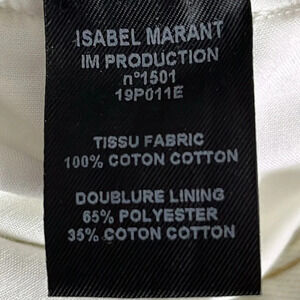 ISABEL MARANT
IM PRODUCTION
n°1501
19P011E
TISSU FABRIC
100% COTON COTTON
DOUBLURE LINING
65% POLYESTER
35% COTON COTTON